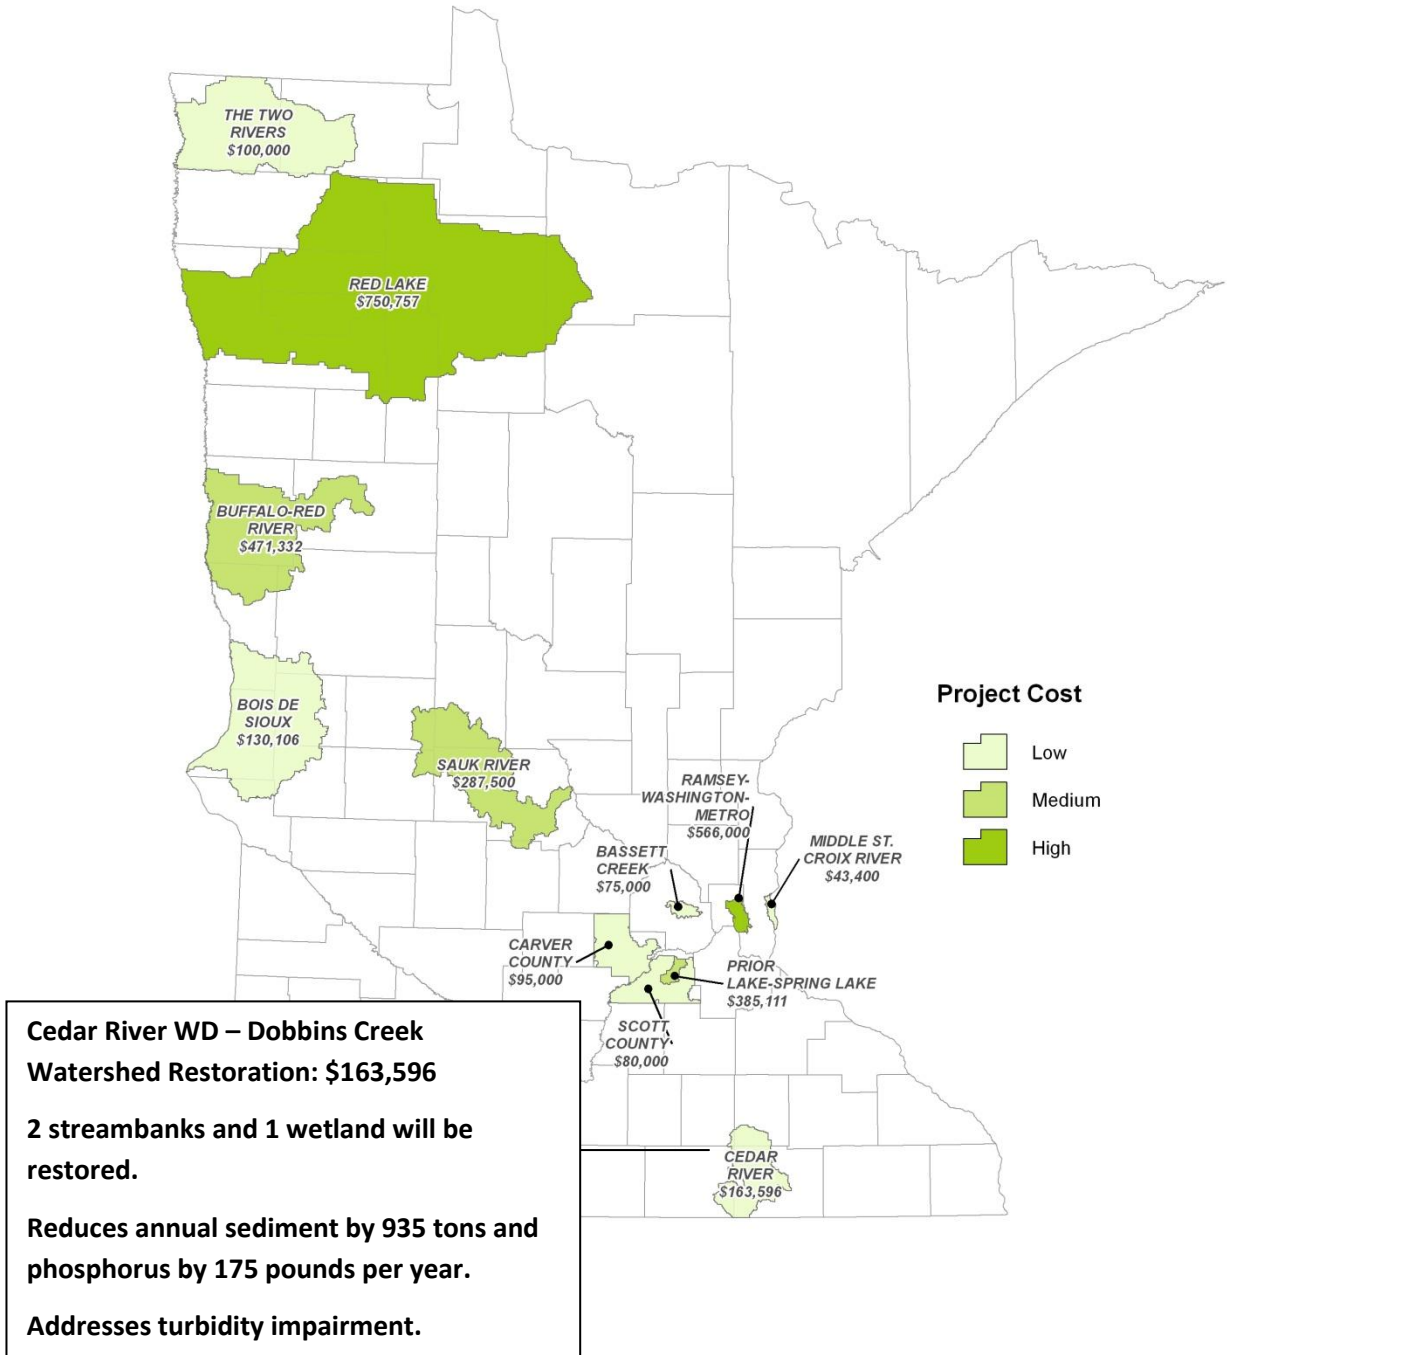 THE TWO
RIVERS
$100,000
RED LAKE
$750,757
BUFFALO-RED
RIVER
$471,332
BOIS DE
SIOUX
$130,106
SAUK RIVER
$287,500
RAMSEY-
WASHINGTON-
METRO
$566,000
BASSETT
CREEK
$75,000
MIDDLE ST.
CROIX RIVER
$43,400
CARVER
COUNTY
$95,000
PRIOR
LAKE-SPRING LAKE
$385,111
SCOTT
COUNTY
$80,000
CEDAR
RIVER
$163,596
Project Cost
Low
Medium
High
Cedar River WD – Dobbins Creek
Watershed Restoration: $163,596
2 streambanks and 1 wetland will be
restored.
Reduces annual sediment by 935 tons and
phosphorus by 175 pounds per year.
Addresses turbidity impairment.